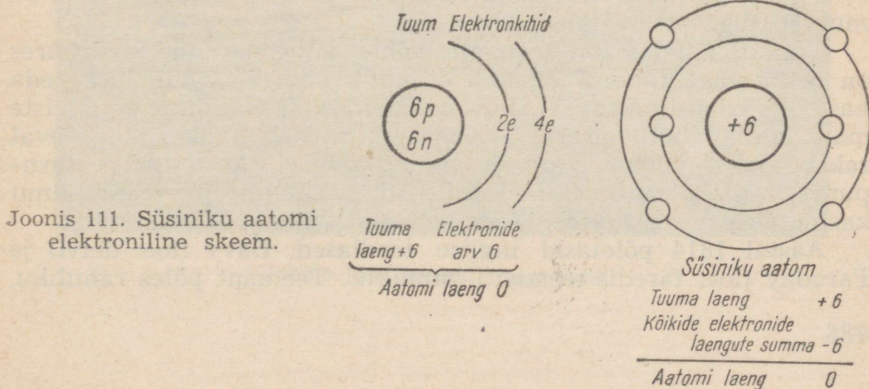 Tuum Elektronkihid
6p
6n
2e 4e
+6
Joonis 111. Süsiniku aatomi
elektroniline skeem.
Tuuma Elektronide
laeng+6 arv 6
Aatomi laeng 0
Süsiniku aatom
Tuuma laeng +6
Kõikide elektronide
laengute summa -6
Aatomi laeng 0